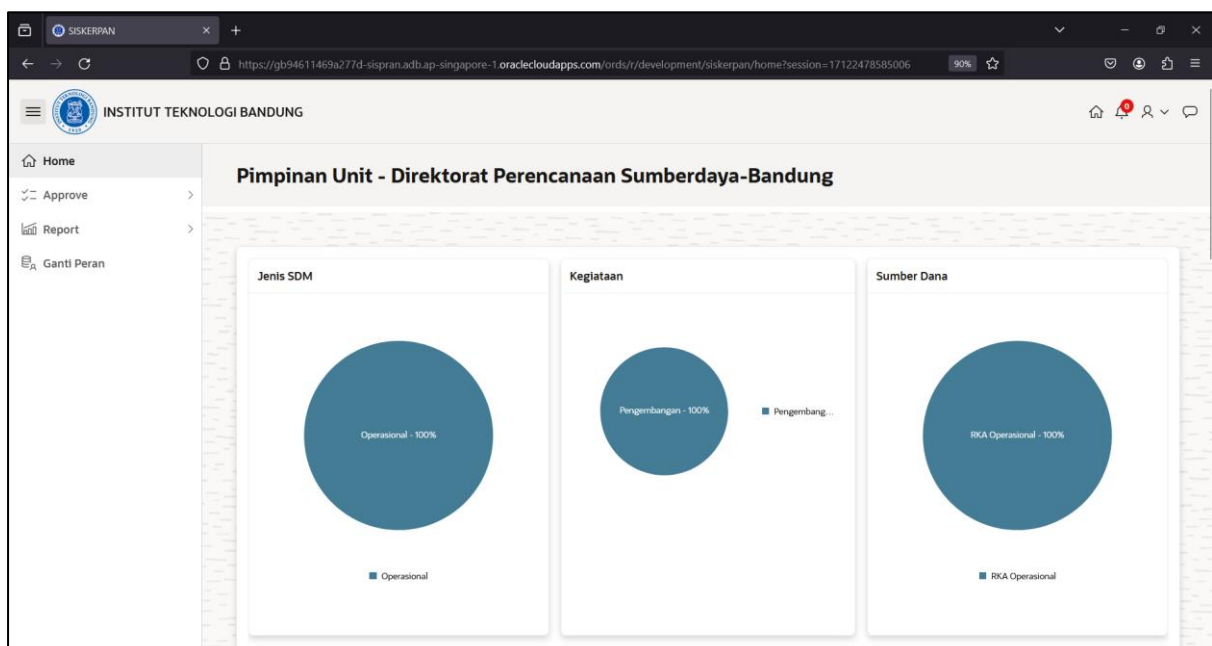 SISKERPAN
https://gb94611469a277d-sispran.adb.ap-singapore-1.oraclecloudapps.com/ords/r/development/siskerpan/home?session=17122478585006
90%
INSTITUT TEKNOLOGI BANDUNG
0
Home
Approve
Report
Ganti Peran
Pimpinan Unit - Direktorat Perencanaan Sumberdaya-Bandung
Jenis SDM
Operasional - 100%
Operasional
Kegiataan
Pengembangan - 100%
Pengembang...
Sumber Dana
RKA Operasional - 100%
RKA Operasional